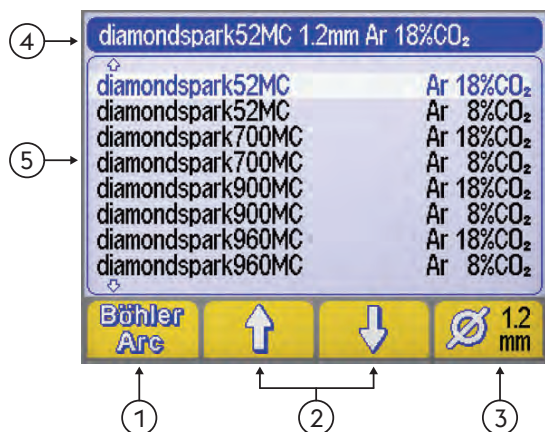 ④ diamondspark52MC 1.2mm Ar 18%CO₂
diamondspark52MC Ar 18%CO₂
diamondspark52MC Ar 8%CO₂
diamondspark700MC Ar 18%CO₂
⑤ diamondspark700MC Ar 8%CO₂
diamondspark900MC Ar 18%CO₂
diamondspark900MC Ar 8%CO₂
diamondspark960MC Ar 18%CO₂
diamondspark960MC Ar 8%CO₂
Böhler Ø 1.2
Arc mm
① ② ③